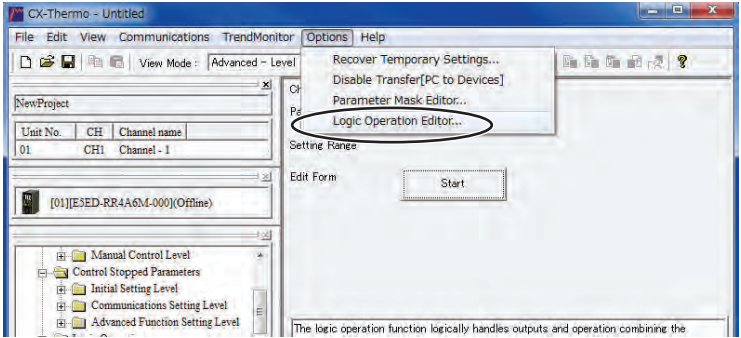 CX-Thermo - Untitled
File Edit View Communications TrendMonitor Options Help
View Mode : Advanced - Level
Recover Temporary Settings...
Disable Transfer[PC to Devices]
Parameter Mask Editor...
Logic Operation Editor...
NewProject
Unit No. CH Channel name
01 CH1 Channel - 1
[01][E5ED-RR4A6M-000](Offline)
Manual Control Level
Control Stopped Parameters
Initial Setting Level
Communications Setting Level
Advanced Function Setting Level
Setting Range
Edit Form
Start
The logic operation function logically handles outputs and operation combining the